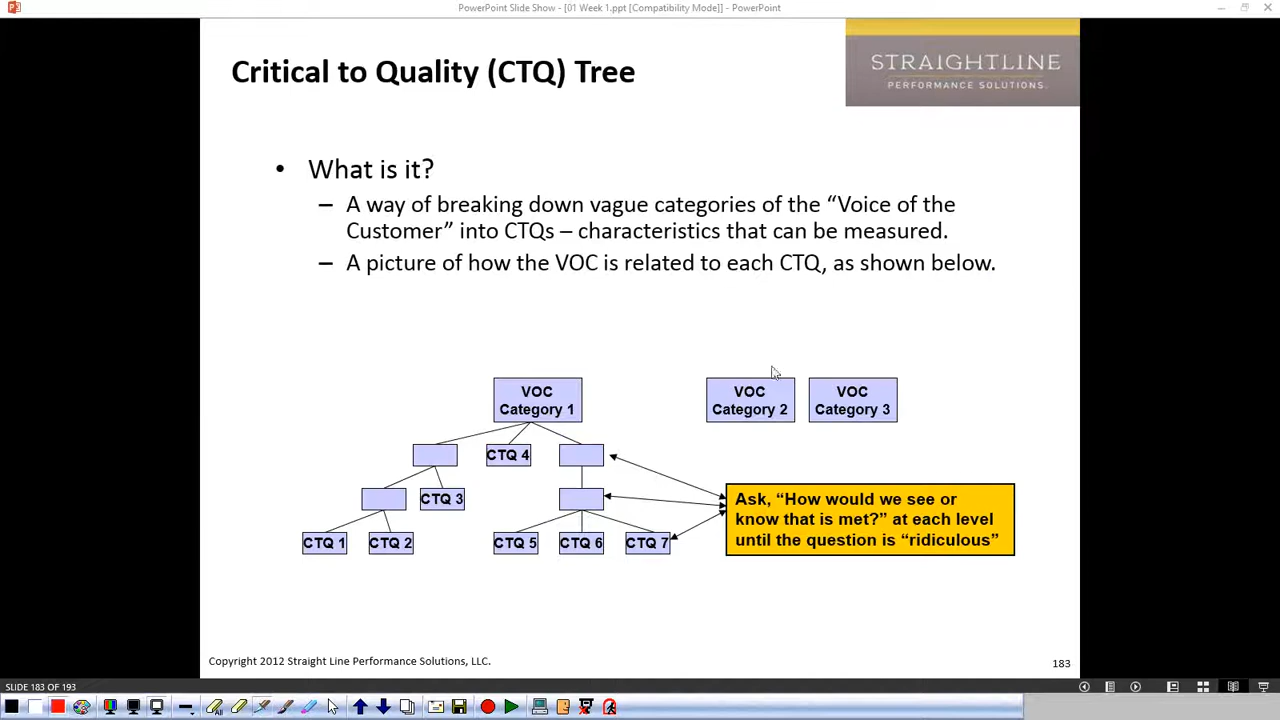 PowerPoint Slide Show - [01 Week 1.ppt [Compatibility Mode]] - PowerPoint
Critical to Quality (CTQ) Tree
STRAIGHTLINE
PERFORMANCE SOLUTIONS.
• What is it?
– A way of breaking down vague categories of the “Voice of the
Customer” into CTQs – characteristics that can be measured.
– A picture of how the VOC is related to each CTQ, as shown below.
VOC
Category 1
VOC
Category 2
VOC
Category 3
CTQ 4
CTQ 3
CTQ 1
CTQ 2
CTQ 5
CTQ 6
CTQ 7
Ask, “How would we see or
know that is met?” at each level
until the question is “ridiculous”
Copyright 2012 Straight Line Performance Solutions, LLC.
183
SLIDE 183 OF 193